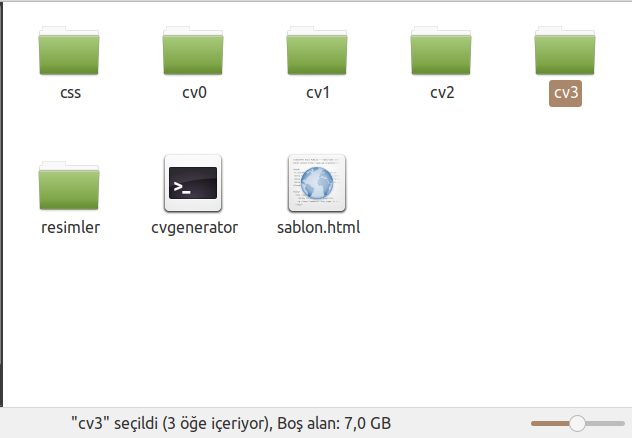 css
cv0
cv1
cv2
cv3
resimler
cvgenerator
sablon.html
"cv3" seçildi (3 öğe içeriyor), Boş alan: 7,0 GB